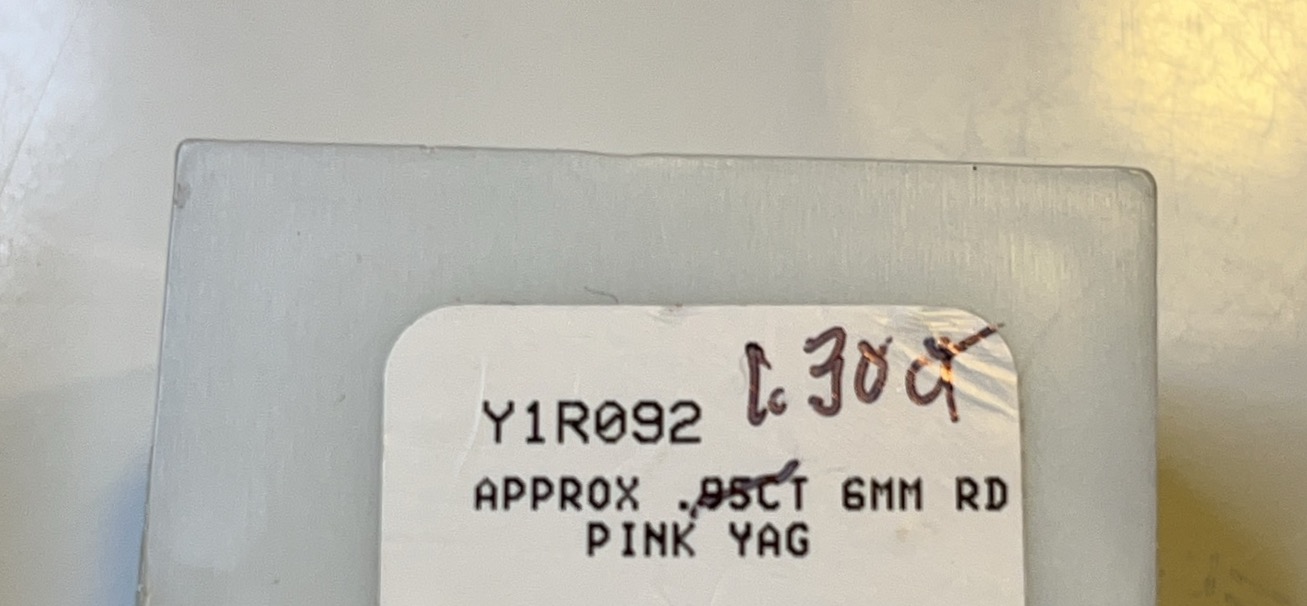 Y1R092 1.30ct
APPROX .95CT 6MM RD
PINK YAG